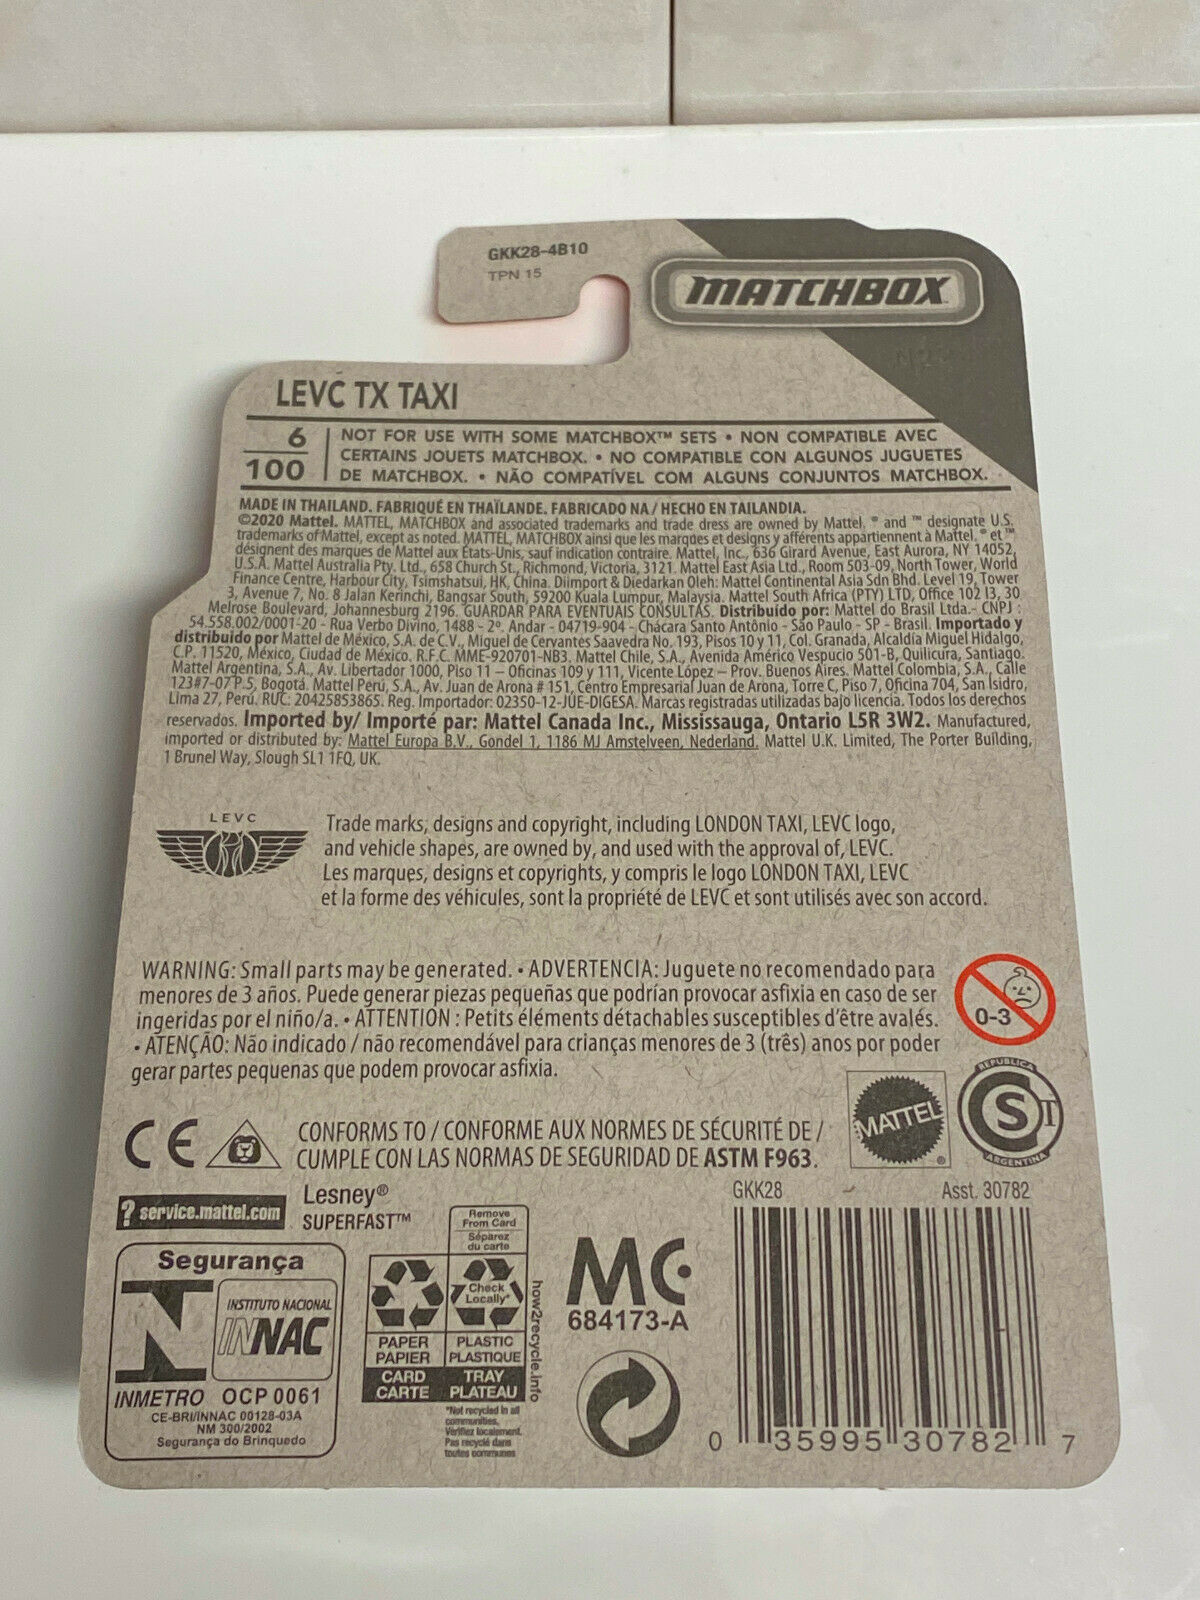 GKK28-4B10
TPN 15
MATCHBOX
LEVC TX TAXI
6
100
NOT FOR USE WITH SOME MATCHBOX™ SETS • NON COMPATIBLE AVEC
CERTAINS JOUETS MATCHBOX. • NO COMPATIBLE CON ALGUNOS JUGUETES
DE MATCHBOX. • NÃO COMPATÍVEL COM ALGUNS CONJUNTOS MATCHBOX.
MADE IN THAILAND. FABRIQUÉ EN THAÏLANDE. FABRICADO NA / HECHO EN TAILANDIA.
©2020 Mattel. MATTEL, MATCHBOX and associated trademarks and trade dress are owned by Mattel. ® and ™ designate U.S.
trademarks of Mattel, except as noted. MATTEL, MATCHBOX ainsi que les marques et designs y afférents appartiennent à Mattel. ® et ™
désignent des marques de Mattel aux États-Unis, sauf indication contraire. Mattel, Inc., 636 Girard Avenue, East Aurora, NY 14052,
U.S.A. Mattel Australia Pty. Ltd., 658 Church St., Richmond, Victoria, 3121. Mattel East Asia Ltd., Room 503-09, North Tower, World
Finance Centre, Harbour City, Tsimshatsui, HK, China. Diimport & Diedarkan Oleh: Mattel Continental Asia Sdn Bhd. Level 19, Tower
3, Avenue 7, No. 8 Jalan Kerinchi, Bangsar South, 59200 Kuala Lumpur, Malaysia. Mattel South Africa (PTY) LTD, Office 102 I3, 30
Melrose Boulevard, Johannesburg 2196. GUARDAR PARA EVENTUAIS CONSULTAS. Distribuído por: Mattel do Brasil Ltda.- CNPJ :
54.558.002/0001-20 - Rua Verbo Divino, 1488 - 2º. Andar - 04719-904 - Chácara Santo Antônio - São Paulo - SP - Brasil. Importado y
distribuido por Mattel de México, S.A. de C.V., Miguel de Cervantes Saavedra No. 193, Pisos 10 y 11, Col. Granada, Alcaldía Miguel Hidalgo,
C.P. 11520, México, Ciudad de México. R.F.C. MME-920701-NB3. Mattel Chile, S.A., Avenida Américo Vespucio 501-B, Quilicura, Santiago.
Mattel Argentina, S.A., Av. Libertador 1000, Piso 11 – Oficinas 109 y 111, Vicente López – Prov. Buenos Aires. Mattel Colombia, S.A., Calle
123#7-07 P.5, Bogotá. Mattel Perú, S.A., Av. Juan de Arona # 151, Centro Empresarial Juan de Arona, Torre C, Piso 7, Oficina 704, San Isidro,
Lima 27, Perú. RUC: 20425853865. Reg. Importador: 02350-12-JUE-DIGESA. Marcas registradas utilizadas bajo licencia. Todos los derechos
reservados. Imported by/ Importé par: Mattel Canada Inc., Mississauga, Ontario L5R 3W2. Manufactured,
imported or distributed by: Mattel Europa B.V., Gondel 1, 1186 MJ Amstelveen, Nederland. Mattel U.K. Limited, The Porter Building,
1 Brunel Way, Slough SL1 1FQ, UK.
LEVC
Trade marks, designs and copyright, including LONDON TAXI, LEVC logo,
and vehicle shapes, are owned by, and used with the approval of, LEVC.
Les marques, designs et copyrights, y compris le logo LONDON TAXI, LEVC
et la forme des véhicules, sont la propriété de LEVC et sont utilisés avec son accord.
WARNING: Small parts may be generated. • ADVERTENCIA: Juguete no recomendado para
menores de 3 años. Puede generar piezas pequeñas que podrían provocar asfixia en caso de ser
ingeridas por el niño/a. • ATTENTION : Petits éléments détachables susceptibles d'être avalés.
• ATENÇÃO: Não indicado / não recomendável para crianças menores de 3 (três) anos por poder
gerar partes pequenas que podem provocar asfixia.
0-3
CE
CONFORMS TO / CONFORME AUX NORMES DE SÉCURITÉ DE /
CUMPLE CON LAS NORMAS DE SEGURIDAD DE ASTM F963.
MATTEL®
REPUBLICA
CSI
ARGENTINA
? service.mattel.com
Lesney®
SUPERFAST™
GKK28
Asst. 30782
Segurança
INSTITUTO NACIONAL
INNAC
INMETRO OCP 0061
CE-BRI/INNAC 00128-03A
NM 300/2002
Segurança do Brinquedo
Remove
From Card
Séparez
du carte
Check
Locally*
PAPER
PAPIER
CARD
CARTE
PLASTIC
PLASTIQUE
TRAY
PLATEAU
how2recycle.info
*Not recycled in all
communities.
Vérifiez localement.
Pas recyclé dans
toutes communes
MC
684173-A
0 35995 30782 7